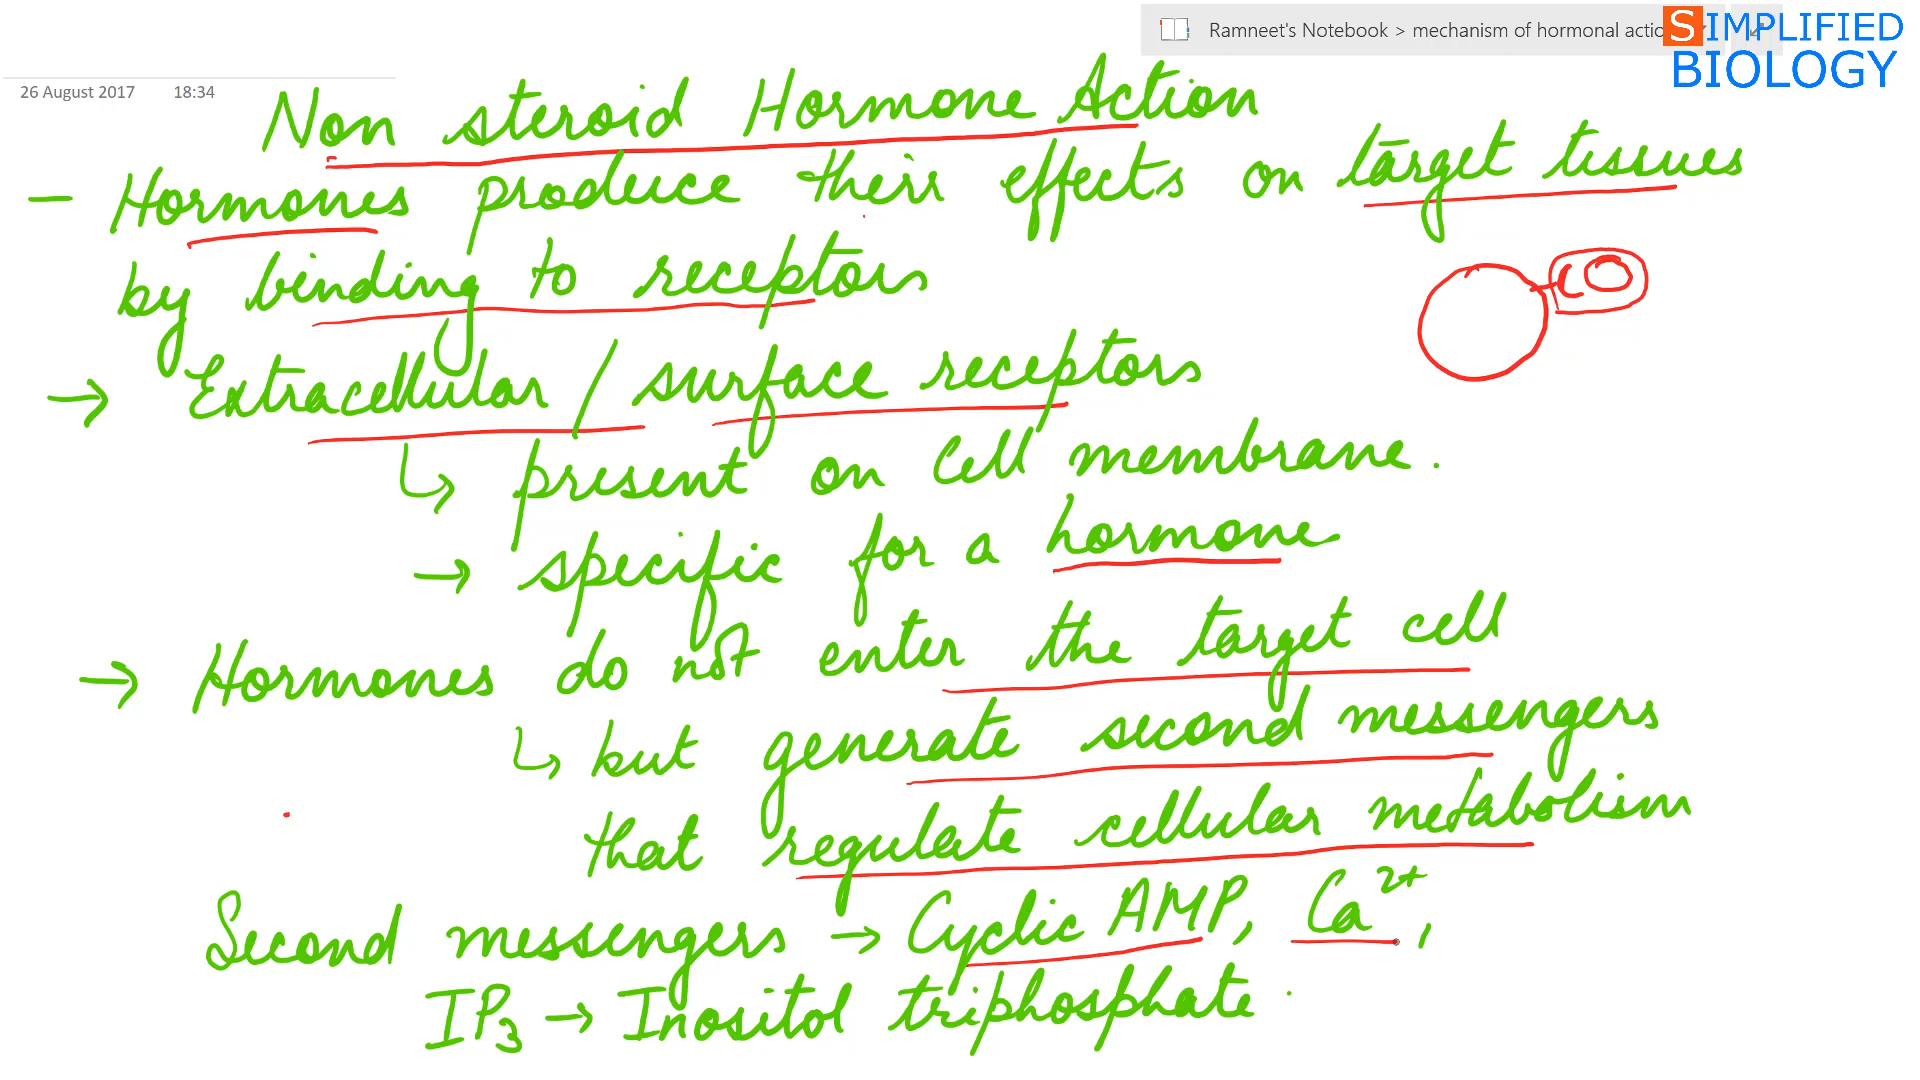 Ramneet's Notebook > mechanism of hormonal actio
SIMPLIFIED
BIOLOGY
26 August 2017 18:34
Non steroid Hormone Action
- Hormones produce their effects on target tissues
by binding to receptors
→ Extracellular / surface receptors
↳ present on cell membrane.
→ specific for a hormone
→ Hormones do not enter the target cell
↳ but generate second messengers
that regulate cellular metabolism
Second messengers → Cyclic AMP, Ca²⁺,
IP₃ → Inositol triphosphate.